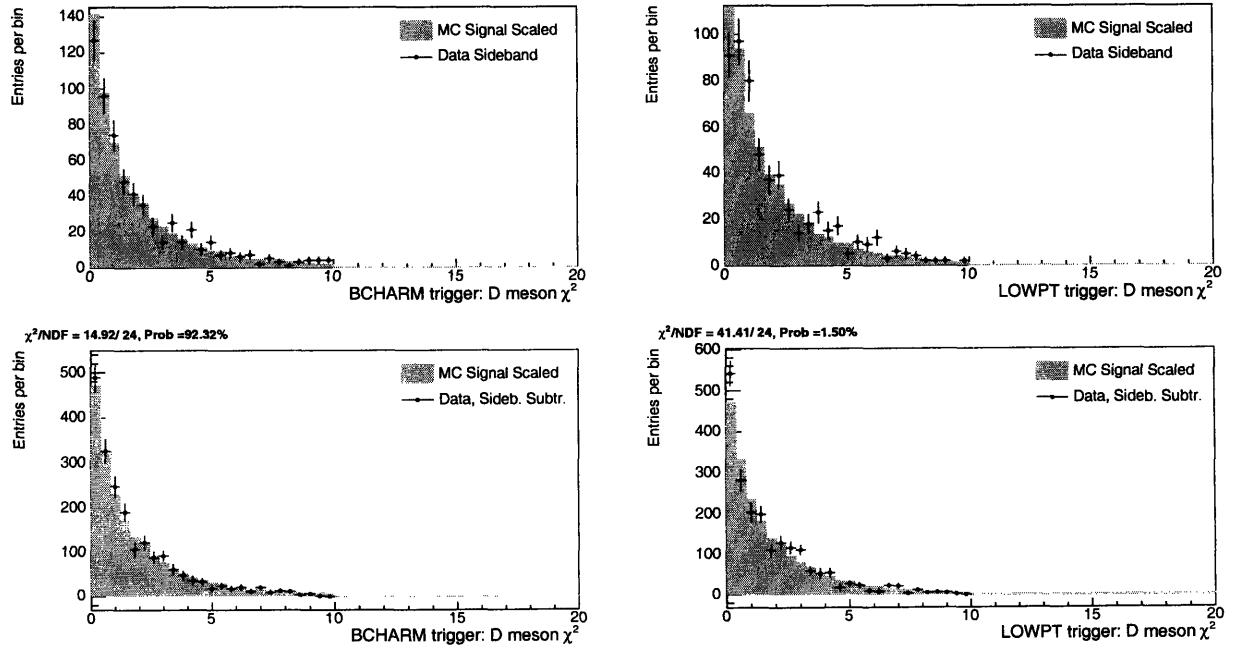 Entries per bin
140
120
100
80
60
40
20
0
MC Signal Scaled
Data Sideband
0 5 10 15 20
BCHARM trigger: D meson χ²
Entries per bin
100
80
60
40
20
0
MC Signal Scaled
Data Sideband
0 5 10 15 20
LOWPT trigger: D meson χ²
χ²/NDF = 14.92/ 24, Prob =92.32%
Entries per bin
500
400
300
200
100
0
MC Signal Scaled
Data, Sideb. Subtr.
0 5 10 15 20
BCHARM trigger: D meson χ²
χ²/NDF = 41.41/ 24, Prob =1.50%
Entries per bin
600
500
400
300
200
100
0
MC Signal Scaled
Data, Sideb. Subtr.
0 5 10 15 20
LOWPT trigger: D meson χ²